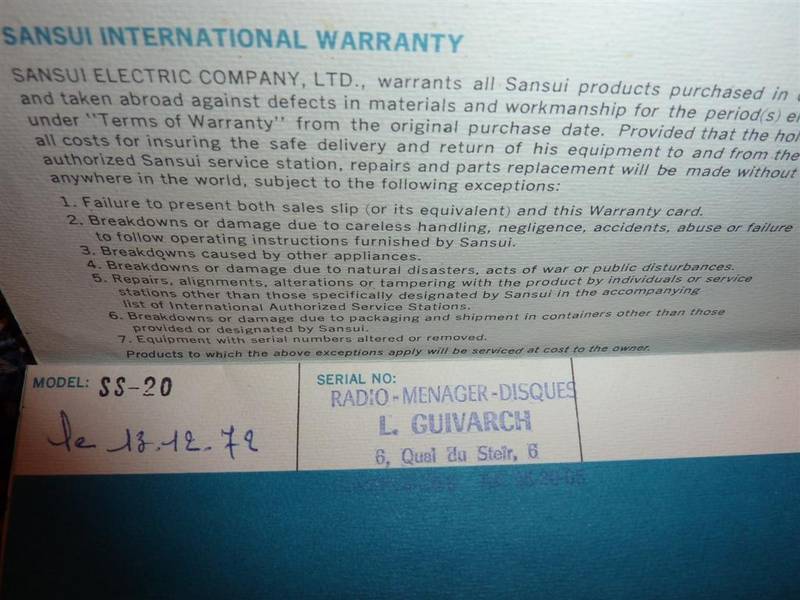 SANSUI INTERNATIONAL WARRANTY
SANSUI ELECTRIC COMPANY, LTD., warrants all Sansui products purchased in
and taken abroad against defects in materials and workmanship for the period(s)
under "Terms of Warranty" from the original purchase date. Provided that the
all costs for insuring the safe delivery and return of his equipment to and from the
authorized Sansui service station, repairs and parts replacement will be made without
anywhere in the world, subject to the following exceptions:
1. Failure to present both sales slip (or its equivalent) and this Warranty card.
2. Breakdowns or damage due to careless handling, negligence, accidents, abuse or failure
to follow operating instructions furnished by Sansui.
3. Breakdowns caused by other appliances.
4. Breakdowns or damage due to natural disasters, acts of war or public disturbances.
5. Repairs, alignments, alterations or tampering with the product by individuals or service
stations other than those specifically designated by Sansui in the accompanying
list of International Authorized Service Stations.
6. Breakdowns or damage due to packaging and shipment in containers other than those
provided or designated by Sansui.
7. Equipment with serial numbers altered or removed.
Products to which the above exceptions apply will be serviced at cost to the owner.
MODEL: SS-20
le 13.12.72
SERIAL NO:
RADIO-MENAGER-DISQUES
L. GUIVARCH
6, Quai du Steïr, 6